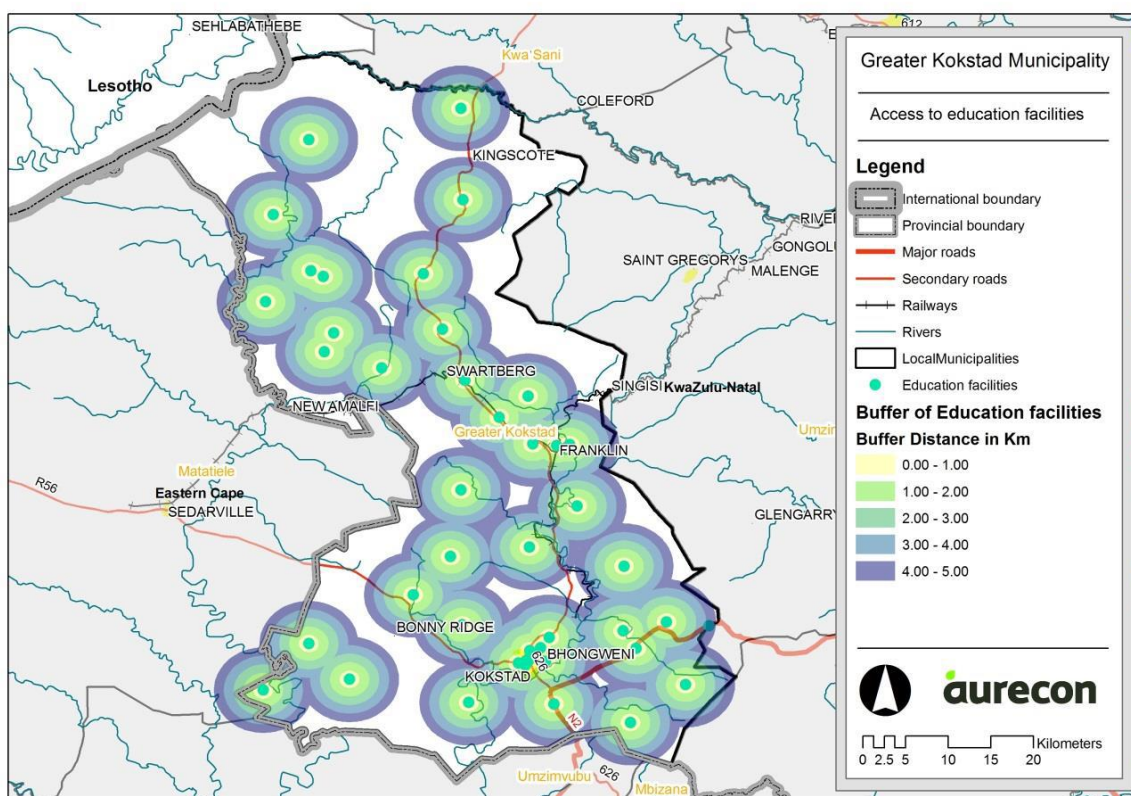 SEHLABATHEBE
612
Kwa Sani
Lesotho
COLEFORD
KINGSCOTE
RIVER
GONGOLU
SAINT GREGORYS
MALENGE
SWARTBERG
SINGISI
KwaZulu-Natal
NEW AMALFI
Greater Kokstad
Umzim
FRANKLIN
Matatiele
R56
Eastern Cape
SEDARVILLE
GLENGARRY
BONNY RIDGE
BHONGWENI
626
KOKSTAD
N2
Umzimvubu
626
Mbizana
Greater Kokstad Municipality
Access to education facilities
Legend
International boundary
Provincial boundary
Major roads
Secondary roads
Railways
Rivers
LocalMunicipalities
Education facilities
Buffer of Education facilities
Buffer Distance in Km
0.00 - 1.00
1.00 - 2.00
2.00 - 3.00
3.00 - 4.00
4.00 - 5.00
aurecon
Kilometers
0 2.5 5 10 15 20